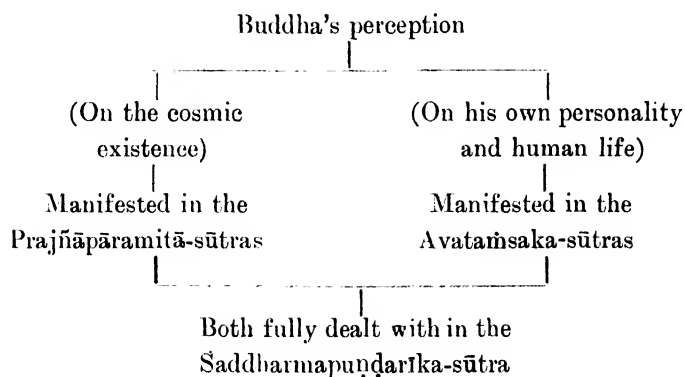 Buddha's perception
(On the cosmic
existence)
(On his own personality
and human life)
Manifested in the
Prajñāpāramitā-sūtras
Manifested in the
Avataṁsaka-sūtras
Both fully dealt with in the
Saddharmapuṇḍarīka-sūtra